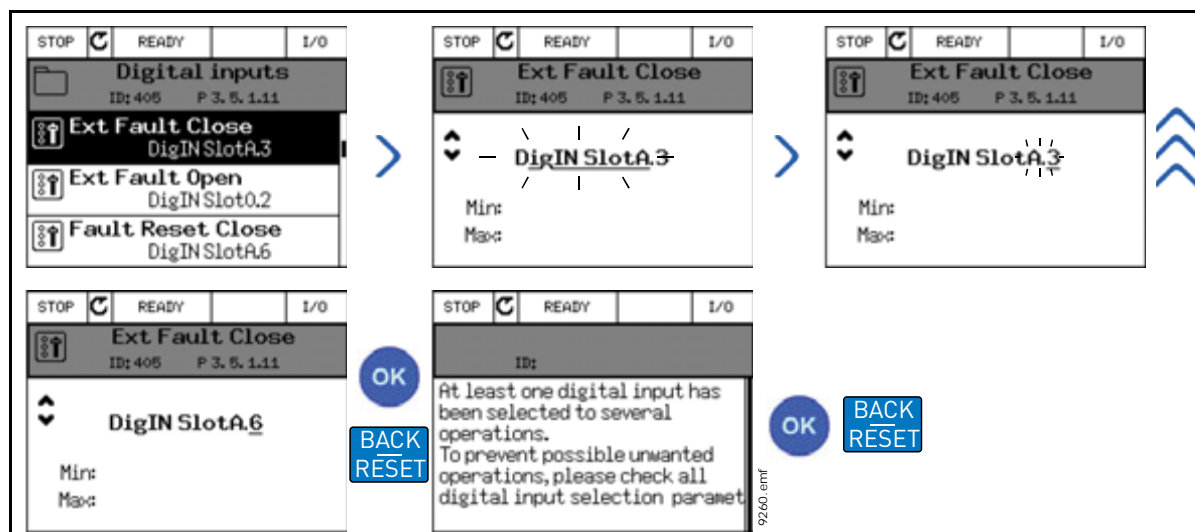 STOP READY I/O
Digital inputs
ID: 405 P 3. 5. 1.11
Ext Fault Close
DigIN SlotA.3
Ext Fault Open
DigIN Slot0.2
Fault Reset Close
DigIN SlotA.6
STOP READY I/O
Ext Fault Close
ID: 405 P 3. 5. 1.11
DigIN SlotA.3
Min:
Max:
STOP READY I/O
Ext Fault Close
ID: 405 P 3. 5. 1.11
DigIN SlotA.3
Min:
Max:
STOP READY I/O
Ext Fault Close
ID: 405 P 3. 5. 1.11
DigIN SlotA.6
Min:
Max:
OK
BACK
RESET
STOP READY I/O
ID:
At least one digital input has
been selected to several
operations.
To prevent possible unwanted
operations, please check all
digital input selection paramet
OK
BACK
RESET
9260.emf